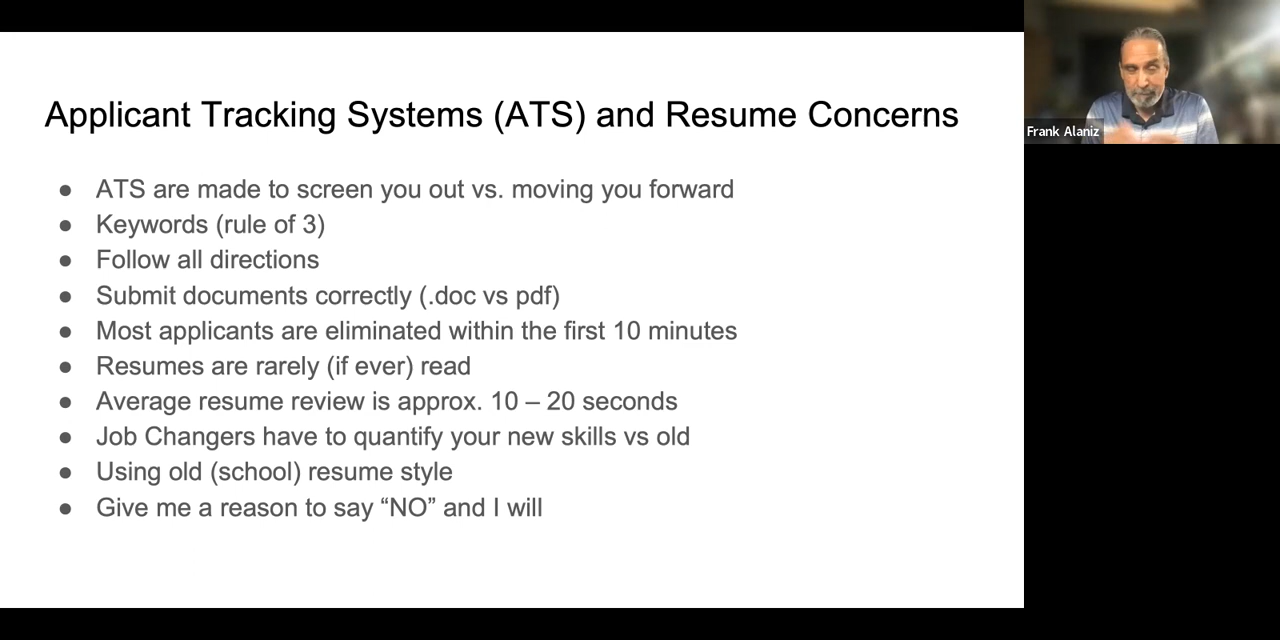 Applicant Tracking Systems (ATS) and Resume Concerns
● ATS are made to screen you out vs. moving you forward
● Keywords (rule of 3)
● Follow all directions
● Submit documents correctly (.doc vs pdf)
● Most applicants are eliminated within the first 10 minutes
● Resumes are rarely (if ever) read
● Average resume review is approx. 10 – 20 seconds
● Job Changers have to quantify your new skills vs old
● Using old (school) resume style
● Give me a reason to say “NO” and I will
Frank Alaniz